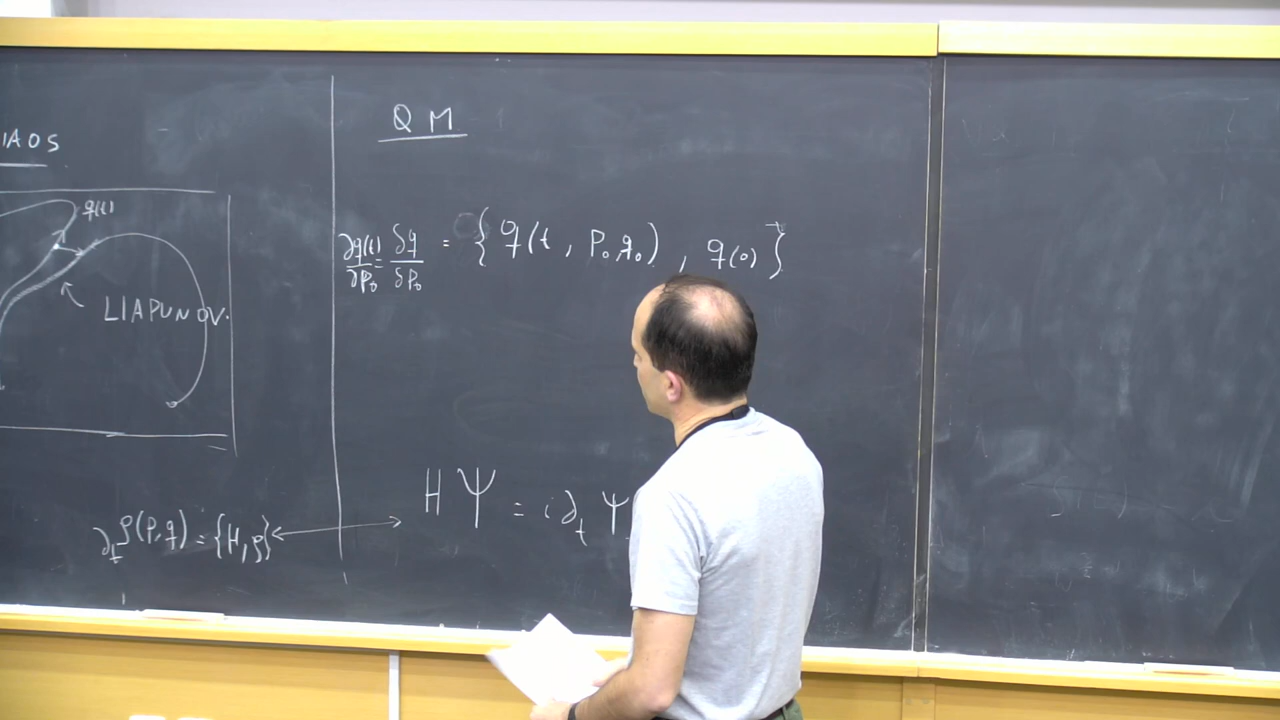 IAOS
q(t)
LIAPUNOV.
∂_t ρ(p,q) = {H,ρ}
QM
∂q(t)/∂p₀ = δq/δp₀ = {q(t, p₀,q₀), q(0)}
HΨ = i∂_t Ψ